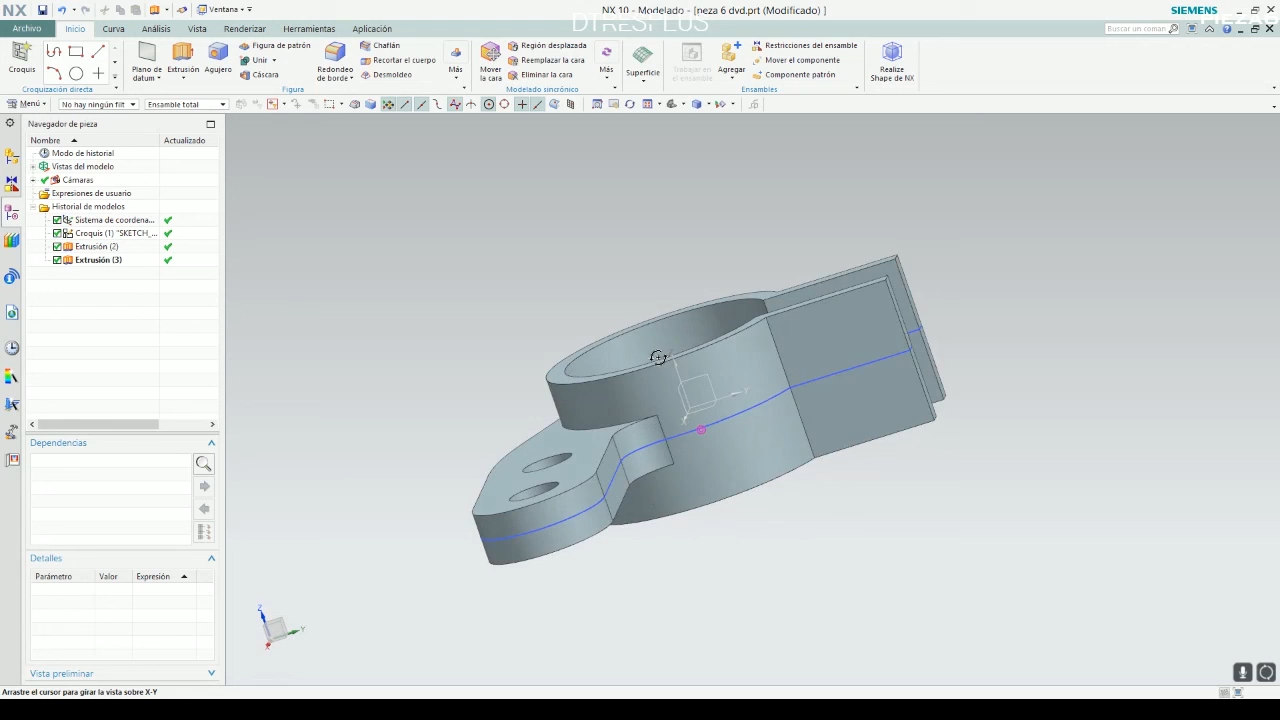 NX
Ventana
NX 10 - Modelado - [neza 6 dvd.prt (Modificado) ]
DTRESPLUS
SIEMENS
Archivo
Inicio
Curva
Análisis
Vista
Renderizar
Herramientas
Aplicación
Buscar un coman
Croquis
Plano de datum
Extrusión
Agujero
Figura de patrón
Unir
Cáscara
Redondeo de borde
Chaflán
Recortar el cuerpo
Desmoldeo
Más
Mover la cara
Región desplazada
Reemplazar la cara
Eliminar la cara
Más
Superficie
Trabajar en el ensamble
Agregar
Restricciones del ensamble
Mover el componente
Componente patrón
Realize Shape de NX
Croquización directa
Figura
Modelado sincrónico
Ensambles
Menú
No hay ningún filt
Ensamble total
Navegador de pieza
Nombre
Actualizado
Modo de historial
Vistas del modelo
Cámaras
Expresiones de usuario
Historial de modelos
Sistema de coordena...
Croquis (1) "SKETCH_...
Extrusión (2)
Extrusión (3)
Dependencias
Detalles
Parámetro
Valor
Expresión
Vista preliminar
Y
X
Z
Y
X
Arrastre el cursor para girar la vista sobre X-Y